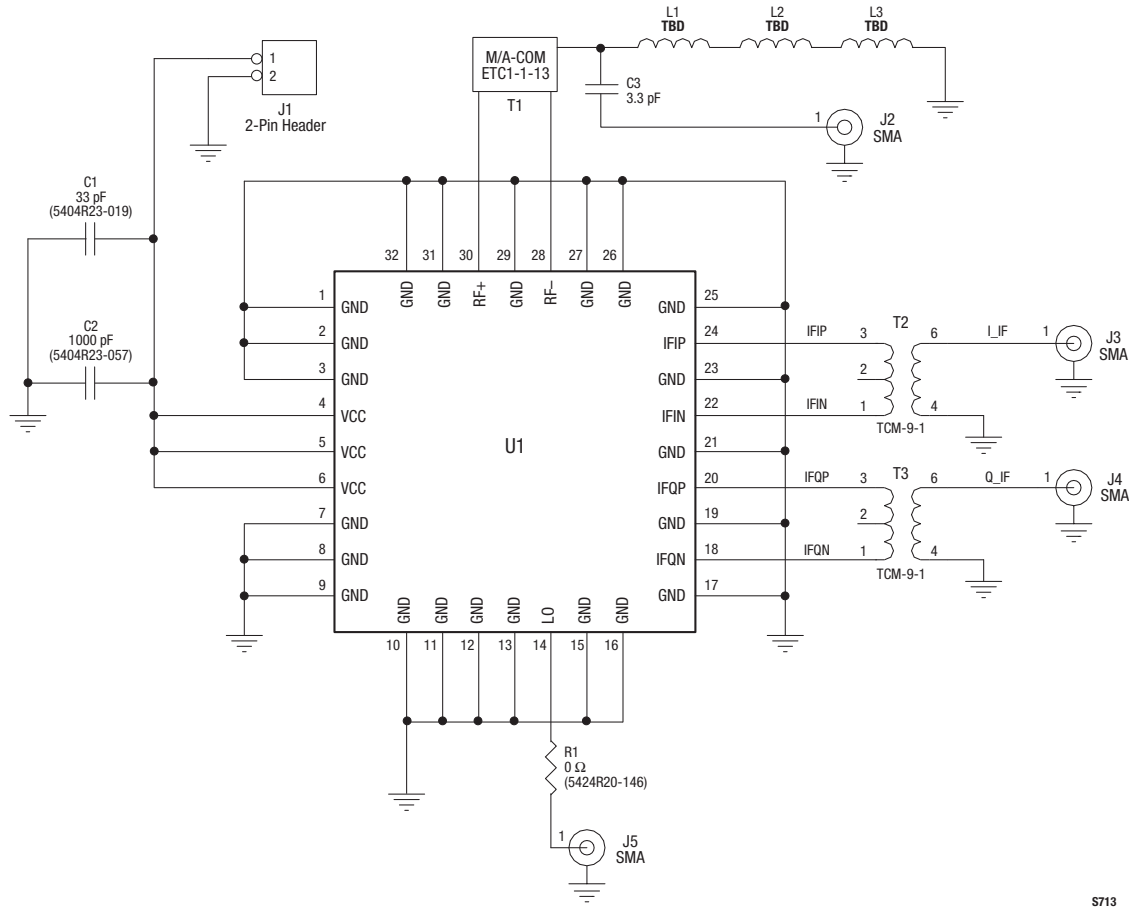 L1
TBD
L2
TBD
L3
TBD
M/A-COM
ETC1-1-13
T1
C3
3.3 pF
1
2
J1
2-Pin Header
1
J2
SMA
C1
33 pF
(5404R23-019)
C2
1000 pF
(5404R23-057)
32
31
30
29
28
27
26
GND
GND
RF+
GND
RF–
GND
GND
1
GND
2
GND
3
GND
4
VCC
5
VCC
6
VCC
7
GND
8
GND
9
GND
U1
25
GND
24
IFIP
23
GND
22
IFIN
21
GND
20
IFQP
19
GND
18
IFQN
17
GND
IFIP
3
T2
6
I_IF
1
J3
SMA
2
IFIN
1
4
TCM-9-1
IFQP
3
T3
6
Q_IF
1
J4
SMA
2
IFQN
1
4
TCM-9-1
GND
GND
GND
GND
LO
GND
GND
10
11
12
13
14
15
16
R1
0 Ω
(5424R20-146)
1
J5
SMA
S713